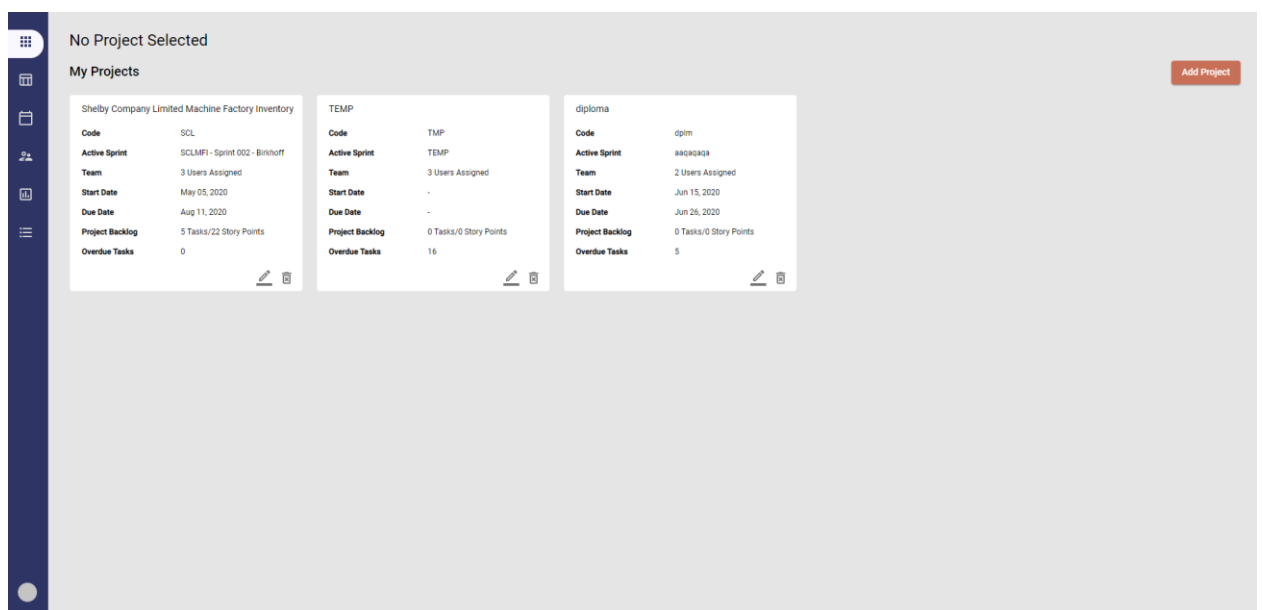 No Project Selected
My Projects
Add Project
Shelby Company Limited Machine Factory Inventory
Code SCL
Active Sprint SCLMFI - Sprint 002 - Birkhoff
Team 3 Users Assigned
Start Date May 05, 2020
Due Date Aug 11, 2020
Project Backlog 5 Tasks/22 Story Points
Overdue Tasks 0
TEMP
Code TMP
Active Sprint TEMP
Team 3 Users Assigned
Start Date -
Due Date -
Project Backlog 0 Tasks/0 Story Points
Overdue Tasks 16
diploma
Code dplm
Active Sprint aaqaqaqa
Team 2 Users Assigned
Start Date Jun 15, 2020
Due Date Jun 26, 2020
Project Backlog 0 Tasks/0 Story Points
Overdue Tasks 5